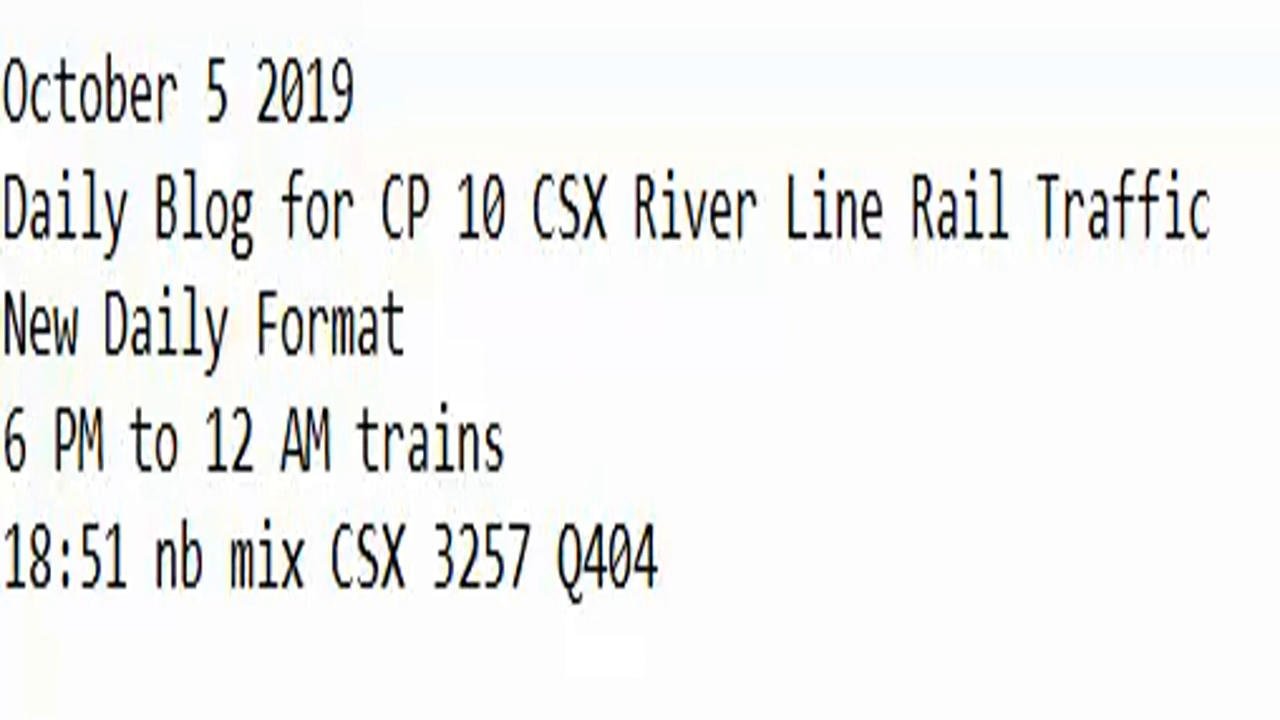 October 5 2019
Daily Blog for CP 10 CSX River Line Rail Traffic
New Daily Format
6 PM to 12 AM trains
18:51 nb mix CSX 3257 Q404